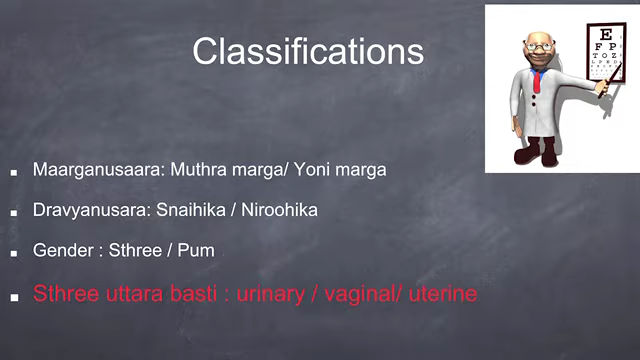 Classifications
Maarganusaara: Muthra marga/ Yoni marga
Dravyanusara: Snaihika / Niroohika
Gender : Sthree / Pum
Sthree uttara basti : urinary / vaginal/ uterine
E
F P
T O Z
L P E D